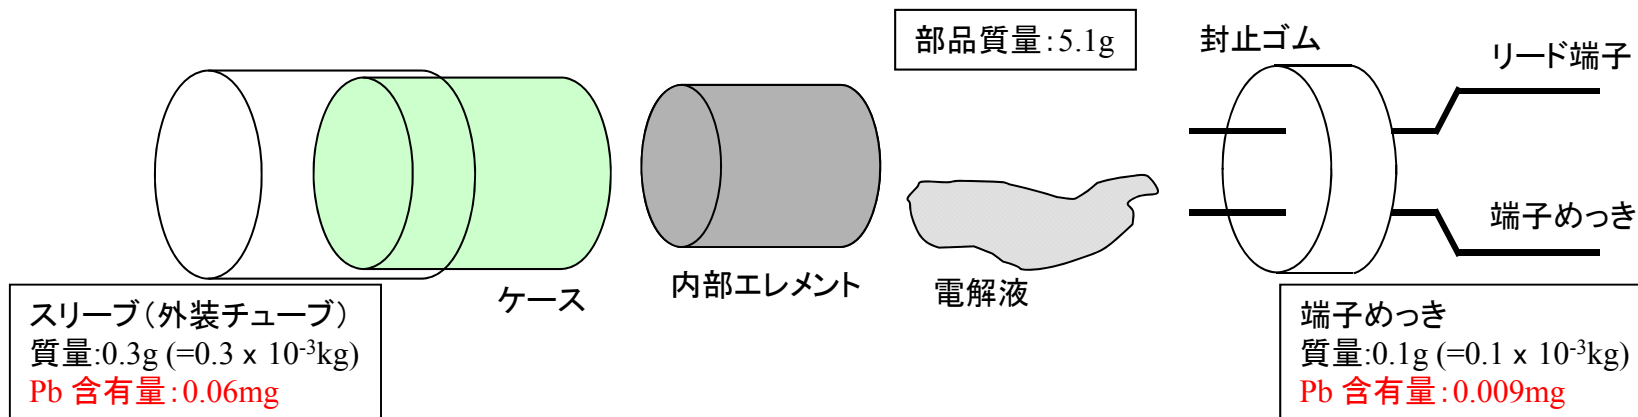 部品質量:5.1g
封止ゴム
リード端子
端子めっき
内部エレメント
電解液
ケース
スリーブ(外装チューブ)
質量:0.3g (=0.3 x 10⁻³kg)
Pb 含有量:0.06mg
端子めっき
質量:0.1g (=0.1 x 10⁻³kg)
Pb 含有量:0.009mg